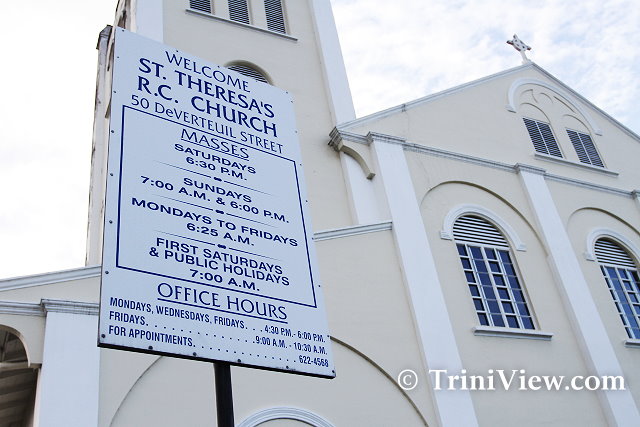 WELCOME
ST. THERESA'S
R.C. CHURCH
50 DeVERTEUIL STREET
MASSES
SATURDAYS
6:30 P.M.
SUNDAYS
7:00 A.M. & 6:00 P.M.
MONDAYS TO FRIDAYS
6:25 A.M.
FIRST SATURDAYS
& PUBLIC HOLIDAYS
7:00 A.M.
OFFICE HOURS
MONDAYS, WEDNESDAYS, FRIDAYS. . . . 4:30 P.M.- 6:00 P.M.
FRIDAYS. . . . . . . . . . . . . . . . 9:00 A.M. - 10:30 A.M.
FOR APPOINTMENTS. . . . . . . . . . . . . . . . 622-4568
© TriniView.com